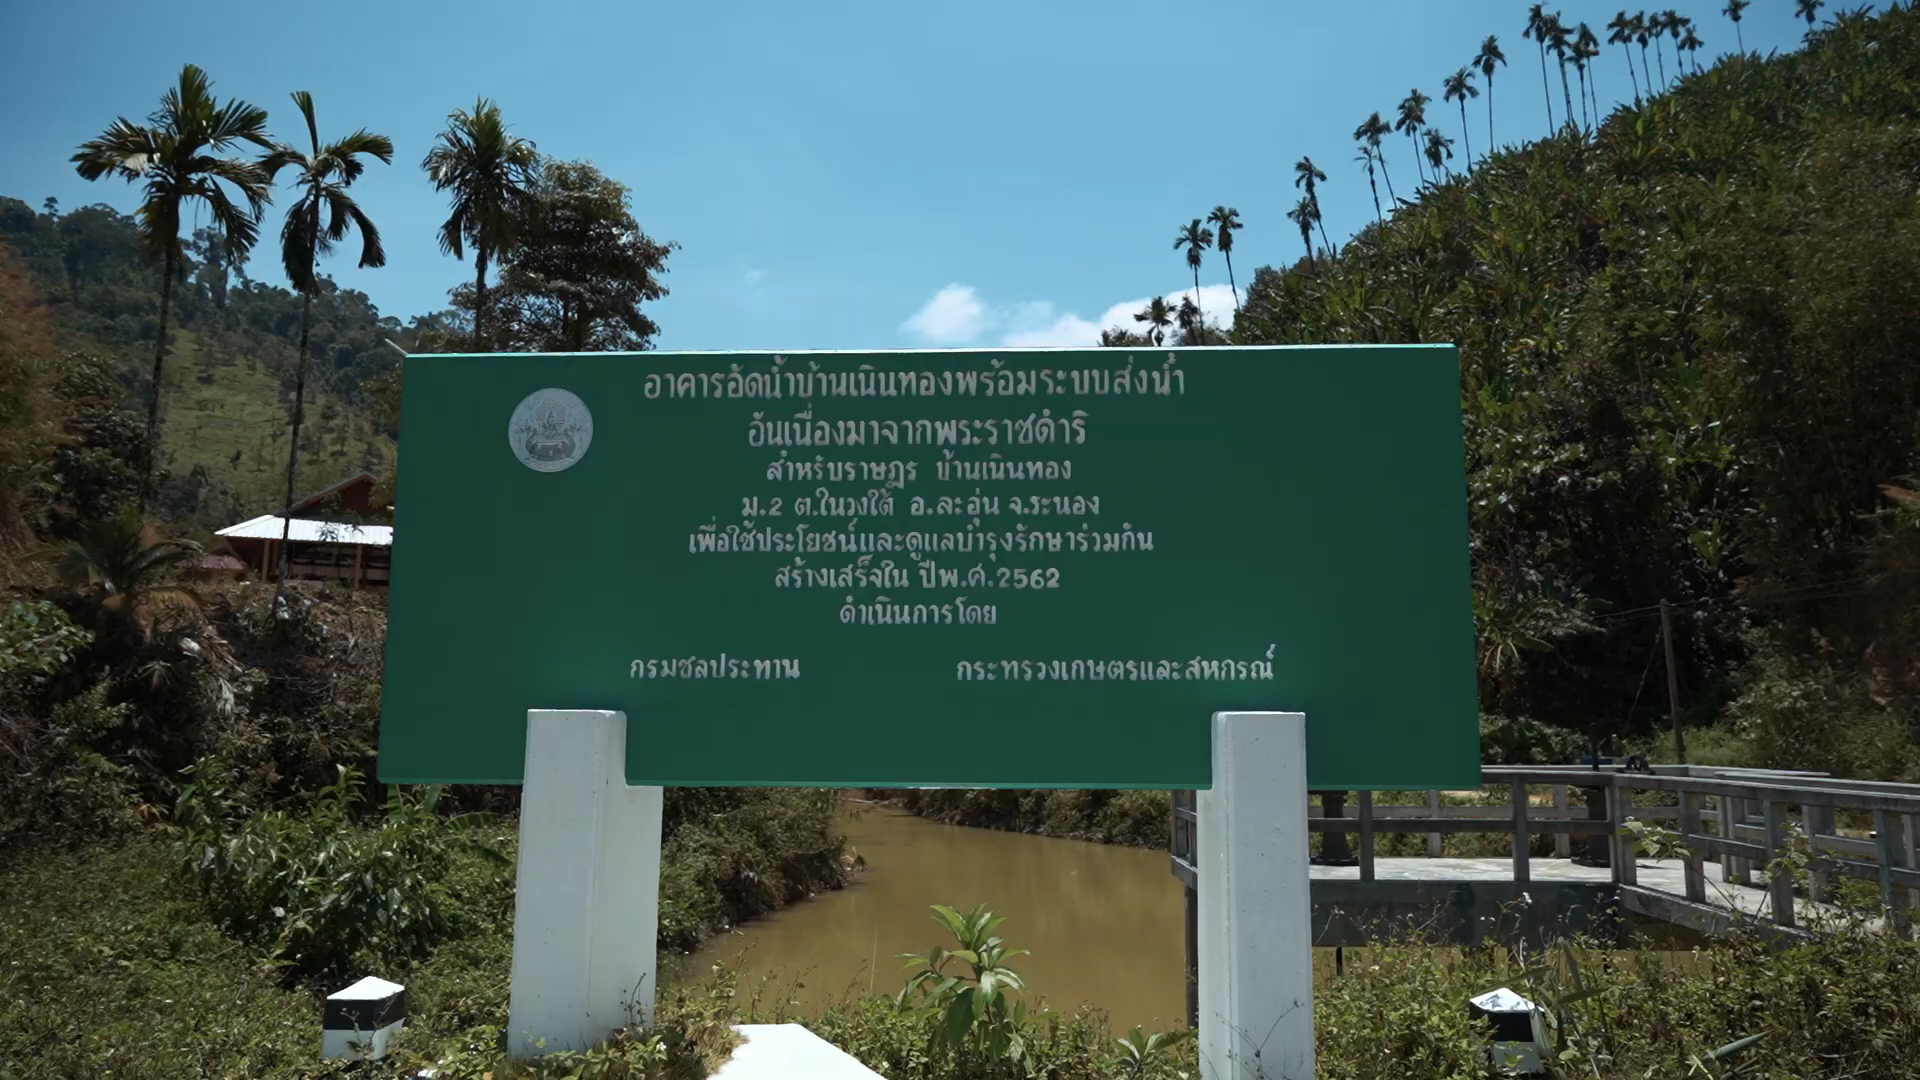 อาคารอัดน้ำบ้านเนินทองพร้อมระบบส่งน้ำ
อันเนื่องมาจากพระราชดำริ
สำหรับราษฎร บ้านเนินทอง
ม.2 ต.ในวงใต้ อ.ละอุ่น จ.ระนอง
เพื่อใช้ประโยชน์และดูแลบำรุงรักษาร่วมกัน
สร้างเสร็จใน ปีพ.ศ.2562
ดำเนินการโดย
กรมชลประทาน กระทรวงเกษตรและสหกรณ์